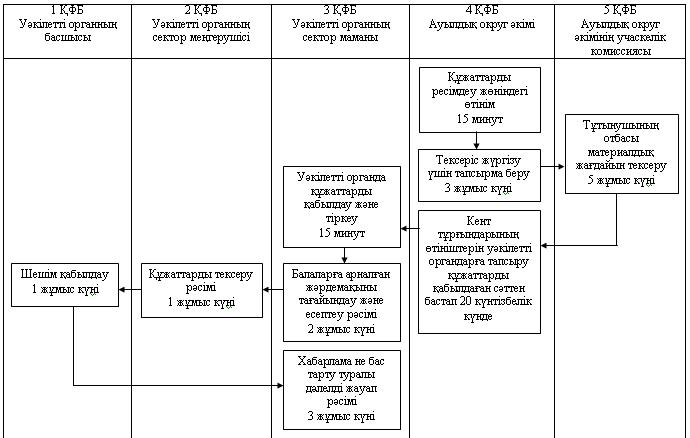 1 ҚФБ
Уәкілетті органның
басшысы
2 ҚФБ
Уәкілетті органның
сектор меңгерушісі
3 ҚФБ
Уәкілетті органның
сектор маманы
4 ҚФБ
Ауылдық округ әкімі
5 ҚФБ
Ауылдық округ
әкімінің учаскелік
комиссиясы
Құжаттарды
ресімдеу жөніндегі
өтінім
15 минут
Тексеріс жүргізу
үшін тапсырма беру
3 жұмыс күні
Тұтынушының
отбасы
материалдық
жағдайын тексеру
5 жұмыс күні
Кент
тұрғындарының
өтініштерін уәкілетті
органдарға тапсыру
құжаттарды
қабылдаған сәттен
бастап 20 күнтізбелік
күнде
Уәкілетті органда
құжаттарды
қабылдау және
тіркеу
15 минут
Балаларға арналған
жәрдемақыны
тағайындау және
есептеу рәсімі
2 жұмыс күні
Құжаттарды тексеру
рәсімі
1 жұмыс күні
Шешім қабылдау
1 жұмыс күні
Хабарлама не бас
тарту туралы
дәлелді жауап
рәсімі
3 жұмыс күні